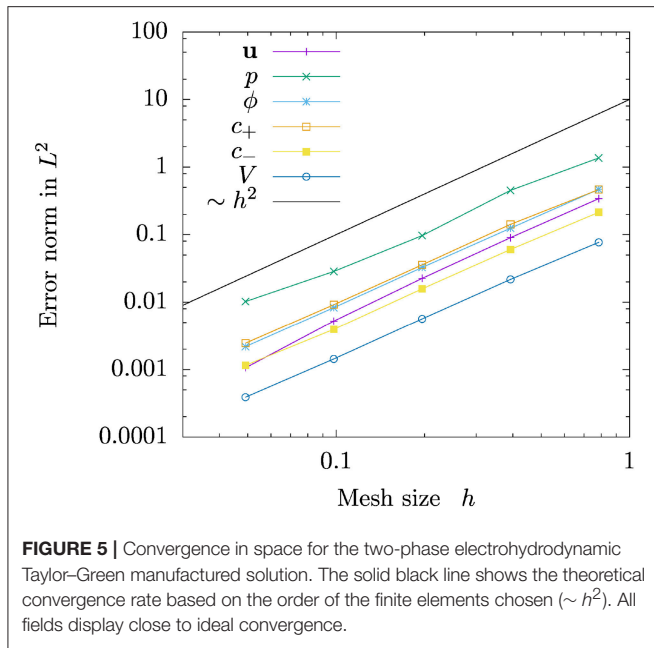 100
10
1
0.1
0.01
0.001
0.0001
Error norm in L²
u
p
ϕ
c₊
c₋
V
∼ h²
0.1
1
Mesh size h
FIGURE 5 | Convergence in space for the two-phase electrohydrodynamic
Taylor–Green manufactured solution. The solid black line shows the theoretical
convergence rate based on the order of the finite elements chosen (∼ h²). All
fields display close to ideal convergence.